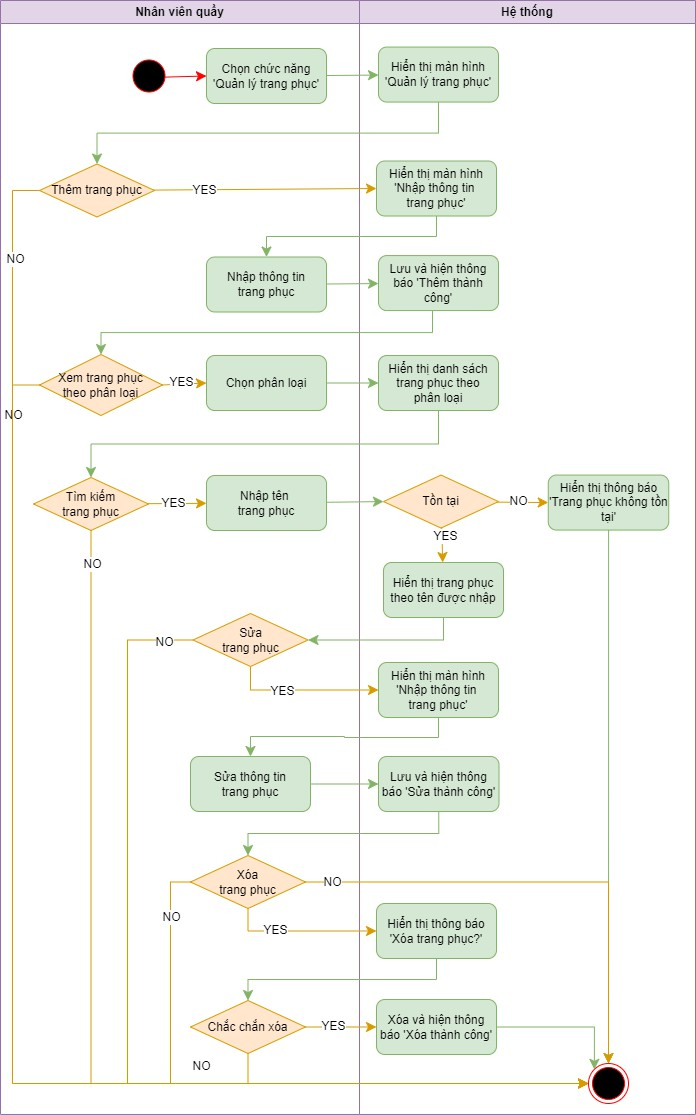 Nhân viên quầy
Hệ thống
Chọn chức năng
'Quản lý trang phục'
Hiển thị màn hình
'Quản lý trang phục'
Thêm trang phục
YES
Hiển thị màn hình
'Nhập thông tin
trang phục'
NO
Nhập thông tin
trang phục
Lưu và hiện thông
báo 'Thêm thành
công'
Xem trang phục
theo phân loại
YES
Chọn phân loại
Hiển thị danh sách
trang phục theo
phân loại
NO
Tìm kiếm
trang phục
YES
Nhập tên
trang phục
Tồn tại
NO
Hiển thị thông báo
'Trang phục không tồn
tại'
YES
NO
Hiển thị trang phục
theo tên được nhập
Sửa
trang phục
NO
YES
Hiển thị màn hình
'Nhập thông tin
trang phục'
Sửa thông tin
trang phục
Lưu và hiện thông
báo 'Sửa thành công'
Xóa
trang phục
NO
NO
YES
Hiển thị thông báo
'Xóa trang phục?'
Chắc chắn xóa
YES
Xóa và hiện thông
báo 'Xóa thành công'
NO